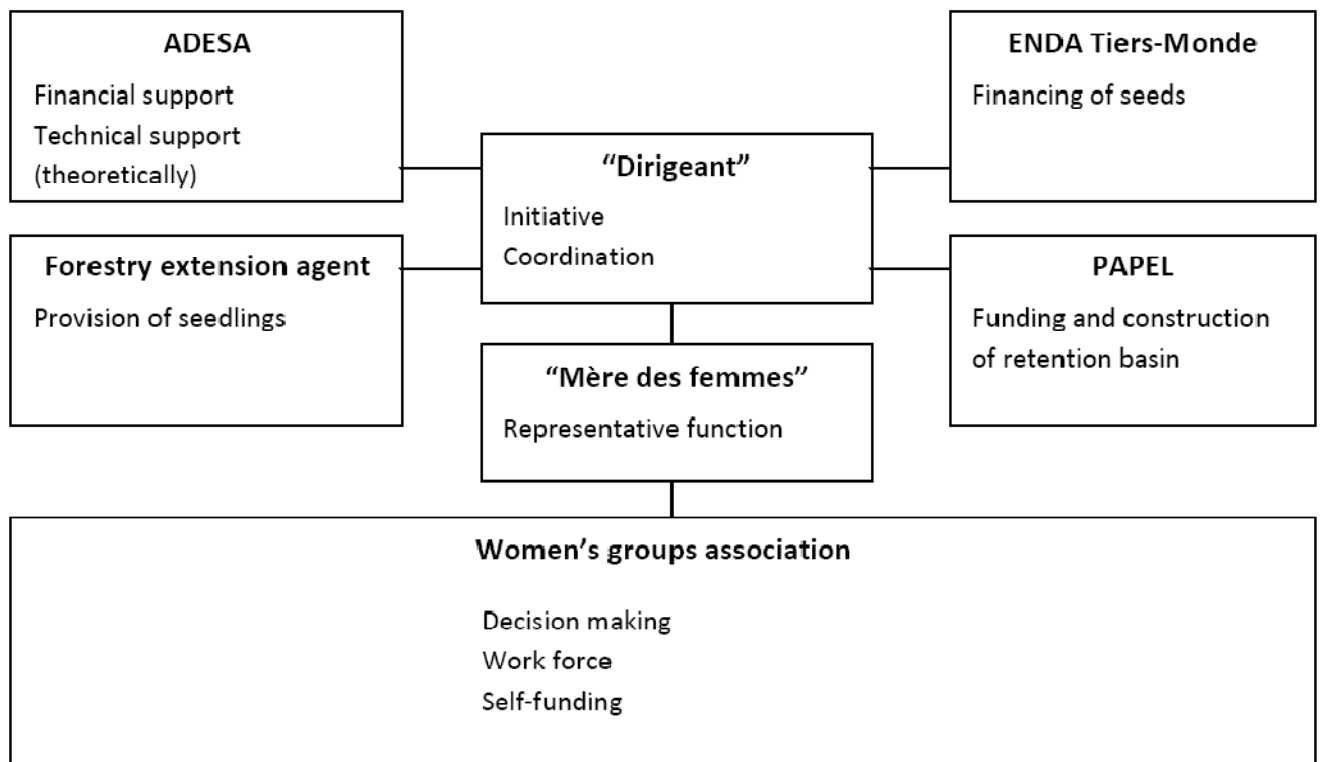 ADESA
Financial support
Technical support
(theoretically)
ENDA Tiers-Monde
Financing of seeds
“Dirigeant”
Initiative
Coordination
Forestry extension agent
Provision of seedlings
PAPEL
Funding and construction
of retention basin
“Mère des femmes”
Representative function
Women’s groups association
Decision making
Work force
Self-funding